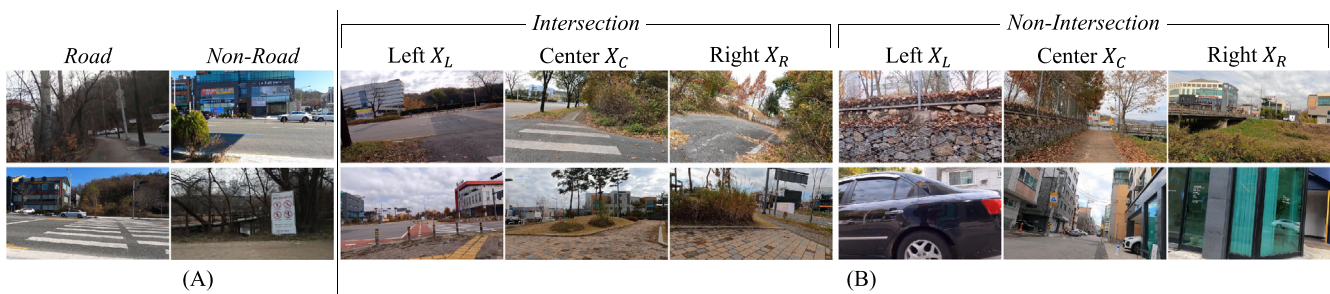 Intersection
Non-Intersection
Road
Non-Road
Left X_L
Center X_C
Right X_R
Left X_L
Center X_C
Right X_R
(A)
(B)